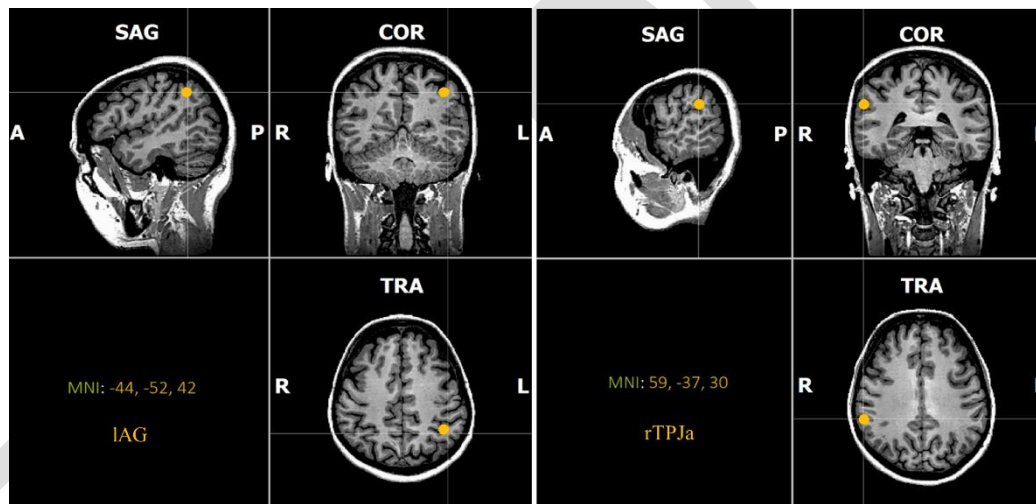 SAG
COR
A
P
R
L
MNI: -44, -52, 42
lAG
TRA
R
L
SAG
COR
A
P
R
MNI: 59, -37, 30
rTPJa
TRA
R